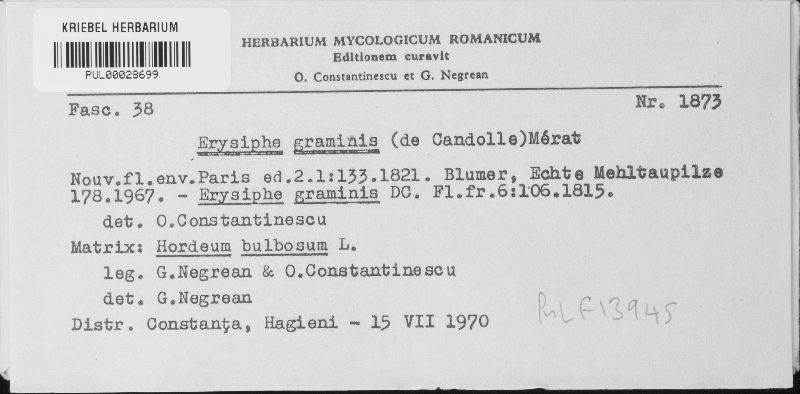 KRIEBEL HERBARIUM
PUL00028699
HERBARIUM MYCOLOGICUM ROMANICUM
Editionem curavit
O. Constantinescu et G. Negrean
Fasc. 38
Nr. 1873
Erysiphe graminis (de Candolle)Mérat
Nouv.fl.env.Paris ed.2.1:133.1821. Blumer, Echte Mehltaupilze
178.1967. - Erysiphe graminis DC. Fl.fr.6:106.1815.
det. O.Constantinescu
Matrix: Hordeum bulbosum L.
leg. G.Negrean & O.Constantinescu
det. G.Negrean
Distr. Constanţa, Hagieni - 15 VII 1970
PuL F13945